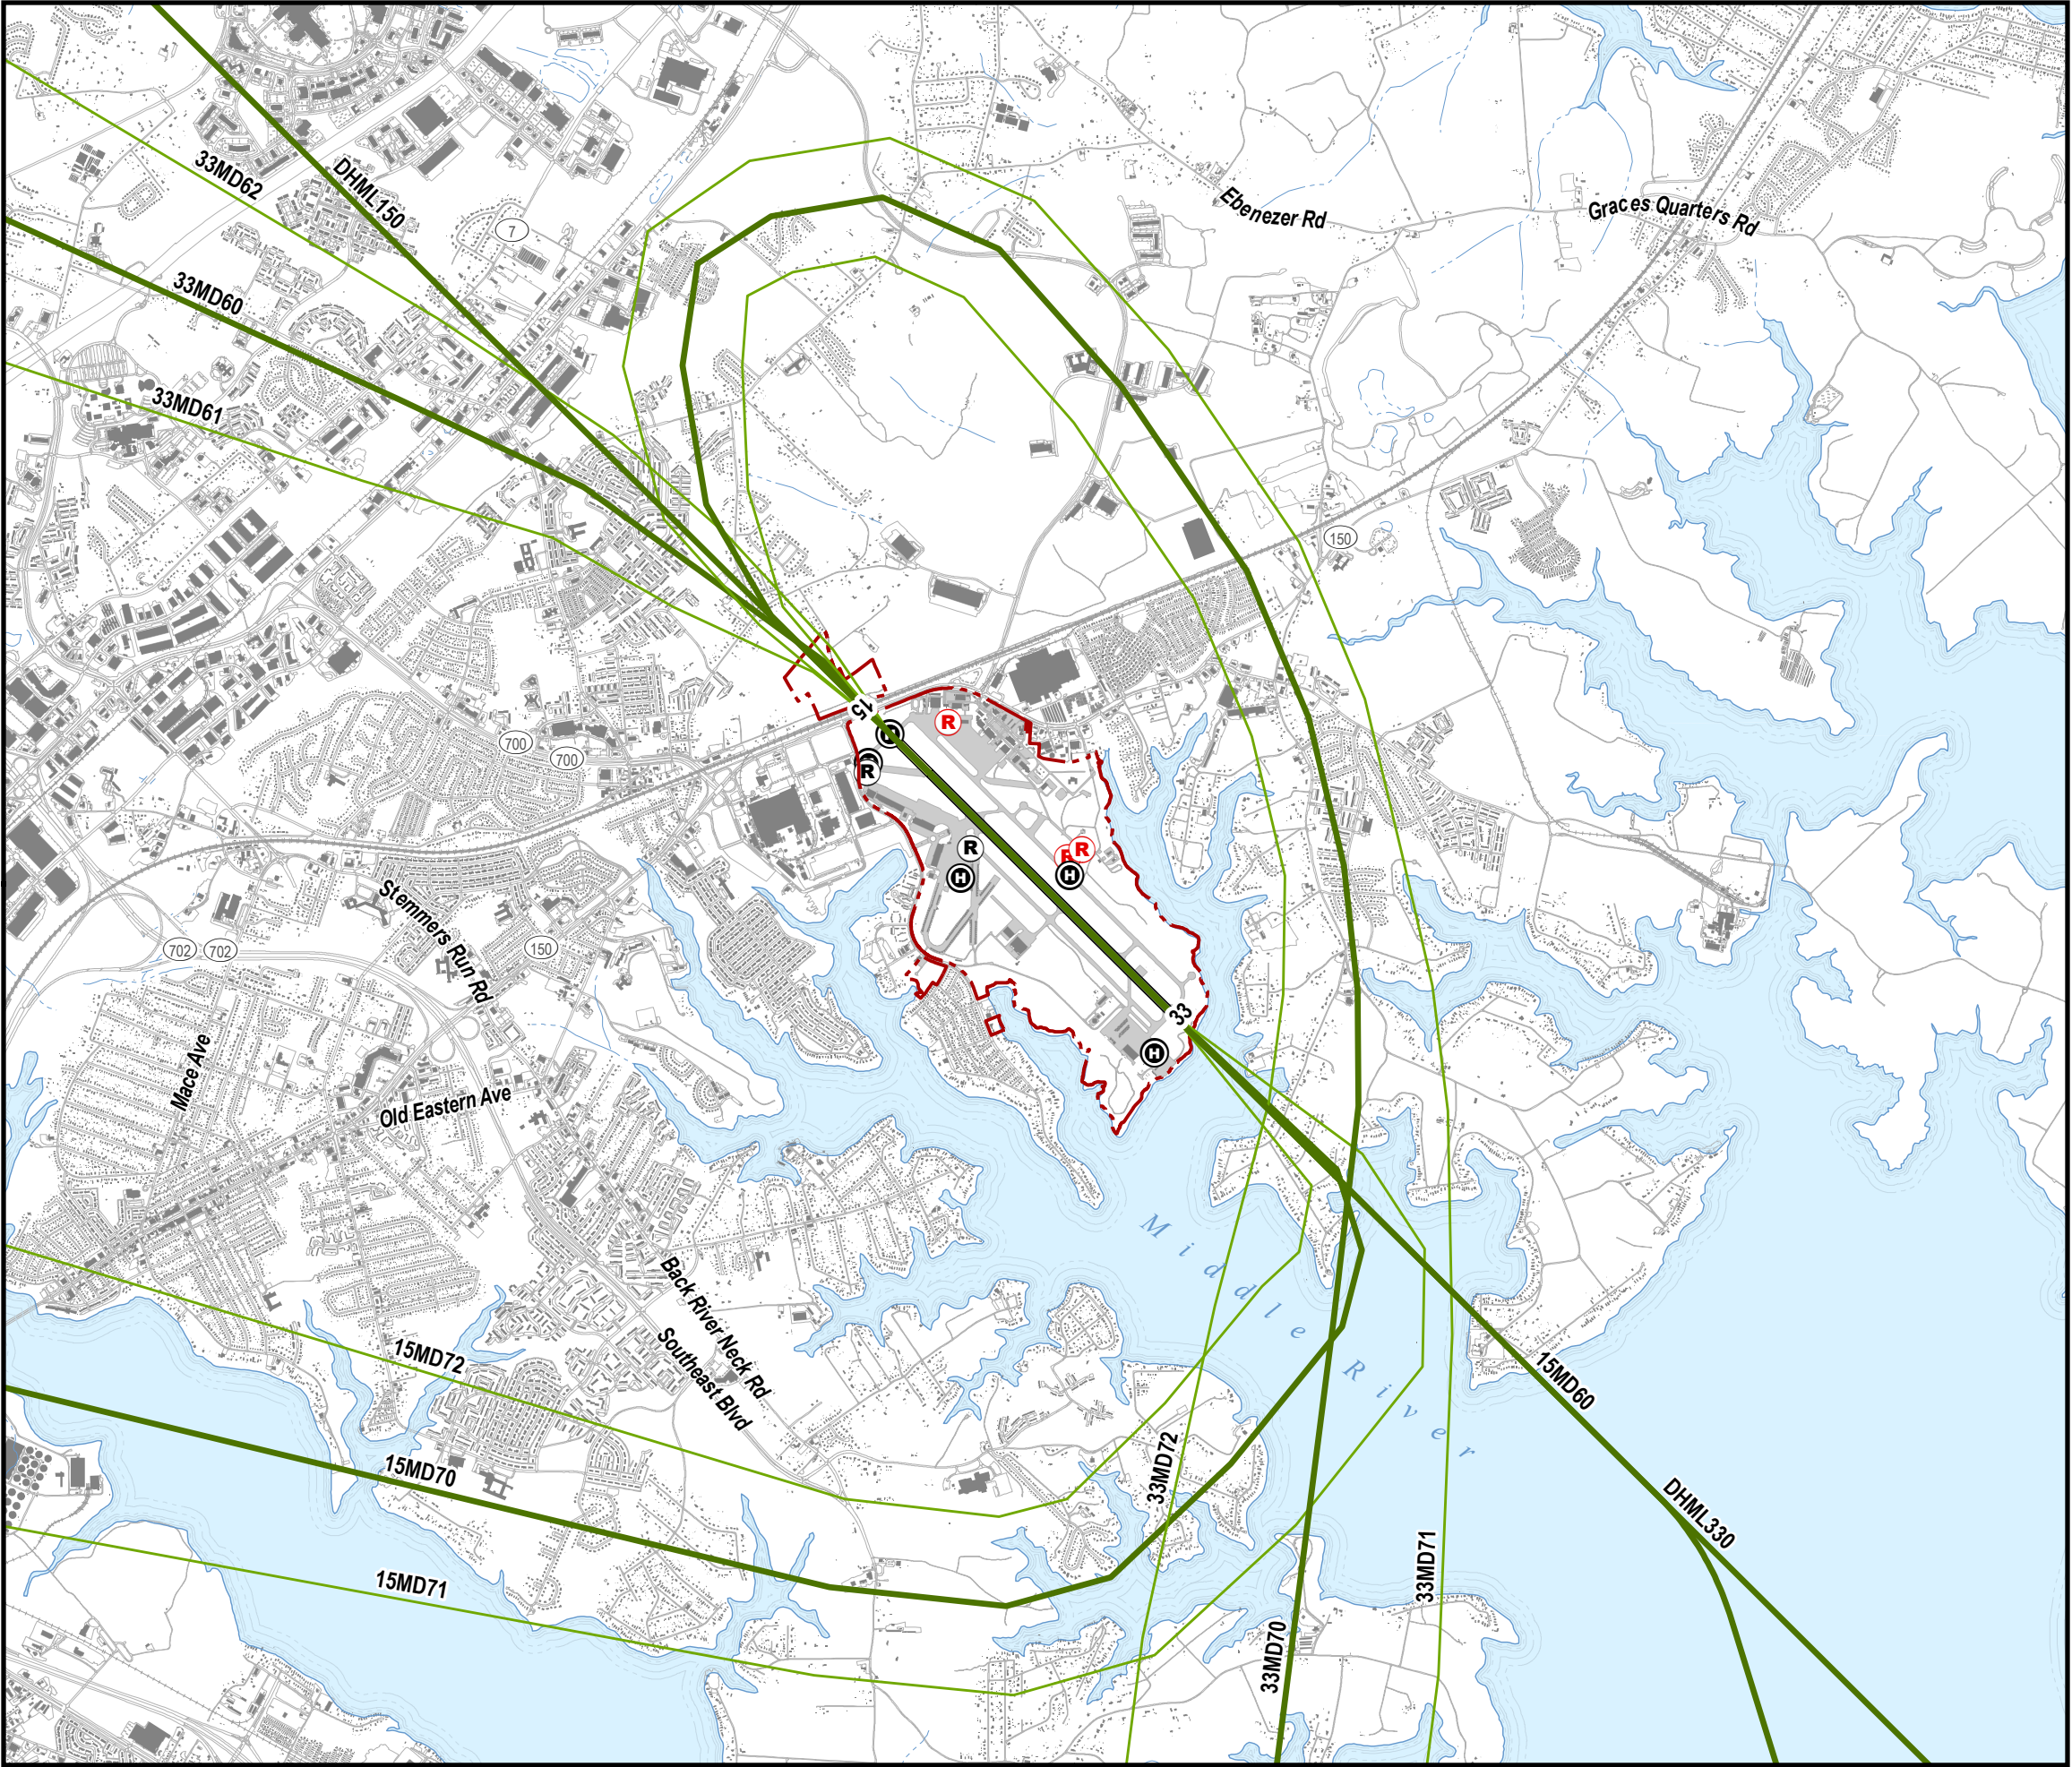 33MD62
DHML150
7
Ebenezer Rd
Graces Quarters Rd
33MD60
33MD61
150
15
R
H
700
700
R
R
R
R
H
H
Stemmers Run Rd
702
702
150
33
H
Mace Ave
Old Eastern Ave
Middle River
Back River Neck Rd
Southeast Blvd
15MD72
15MD60
15MD70
33MD72
DHML330
15MD71
33MD71
33MD70